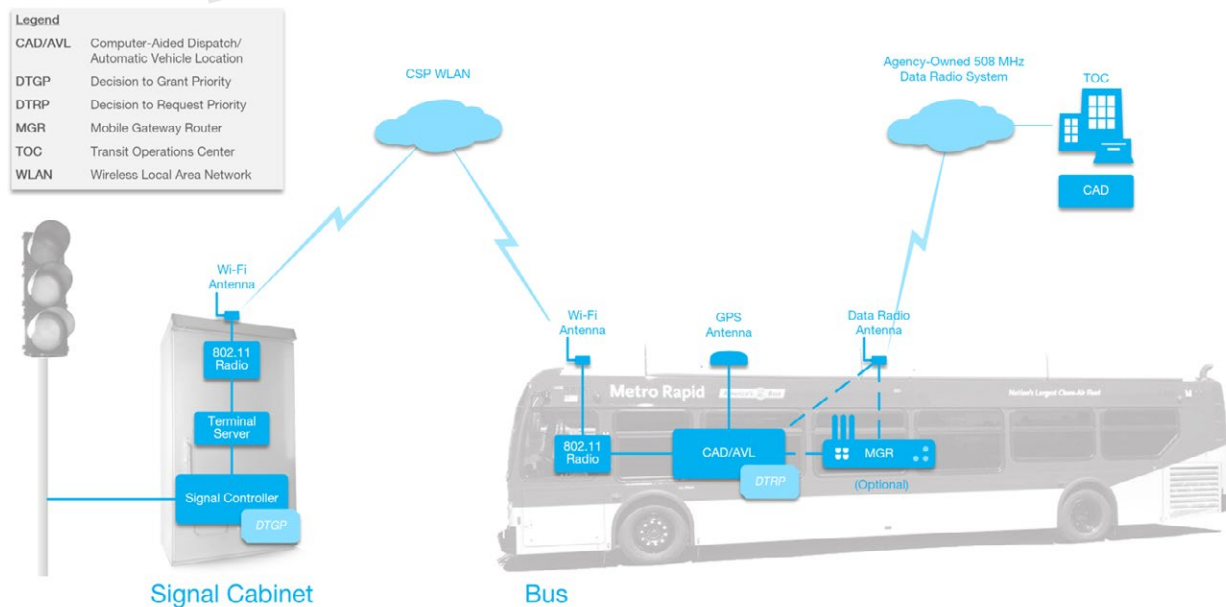 Legend
CAD/AVL Computer-Aided Dispatch/
Automatic Vehicle Location
DTGP Decision to Grant Priority
DTRP Decision to Request Priority
MGR Mobile Gateway Router
TOC Transit Operations Center
WLAN Wireless Local Area Network
CSP WLAN
Agency-Owned 508 MHz
Data Radio System
TOC
CAD
Wi-Fi
Antenna
802.11
Radio
Terminal
Server
Signal Controller
DTGP
Signal Cabinet
Wi-Fi
Antenna
GPS
Antenna
Data Radio
Antenna
Metro Rapid
Nation's Largest Clean Air Fleet
802.11
Radio
CAD/AVL
DTRP
MGR
(Optional)
Bus